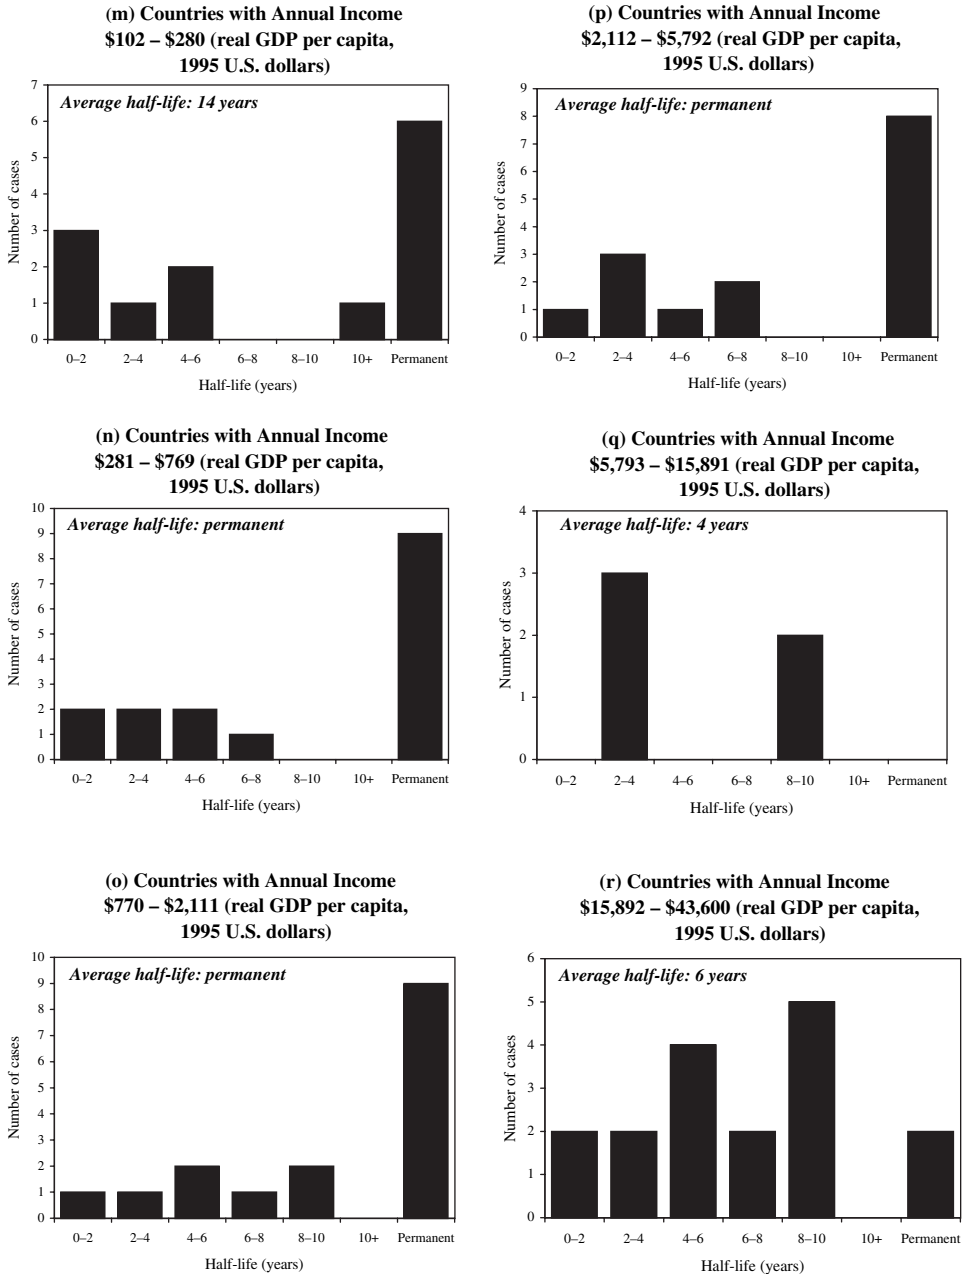 (m) Countries with Annual Income
$102 – $280 (real GDP per capita,
1995 U.S. dollars)
Average half-life: 14 years
Number of cases
7
6
5
4
3
2
1
0
0–2 2–4 4–6 6–8 8–10 10+ Permanent
Half-life (years)
(p) Countries with Annual Income
$2,112 – $5,792 (real GDP per capita,
1995 U.S. dollars)
Average half-life: permanent
Number of cases
9
8
7
6
5
4
3
2
1
0
0–2 2–4 4–6 6–8 8–10 10+ Permanent
Half-life (years)
(n) Countries with Annual Income
$281 – $769 (real GDP per capita,
1995 U.S. dollars)
Average half-life: permanent
Number of cases
10
9
8
7
6
5
4
3
2
1
0
0–2 2–4 4–6 6–8 8–10 10+ Permanent
Half-life (years)
(q) Countries with Annual Income
$5,793 – $15,891 (real GDP per capita,
1995 U.S. dollars)
Average half-life: 4 years
Number of cases
4
3
2
1
0
0–2 2–4 4–6 6–8 8–10 10+ Permanent
Half-life (years)
(o) Countries with Annual Income
$770 – $2,111 (real GDP per capita,
1995 U.S. dollars)
Average half-life: permanent
Number of cases
10
9
8
7
6
5
4
3
2
1
0
0–2 2–4 4–6 6–8 8–10 10+ Permanent
Half-life (years)
(r) Countries with Annual Income
$15,892 – $43,600 (real GDP per capita,
1995 U.S. dollars)
Average half-life: 6 years
Number of cases
6
5
4
3
2
1
0
0–2 2–4 4–6 6–8 8–10 10+ Permanent
Half-life (years)